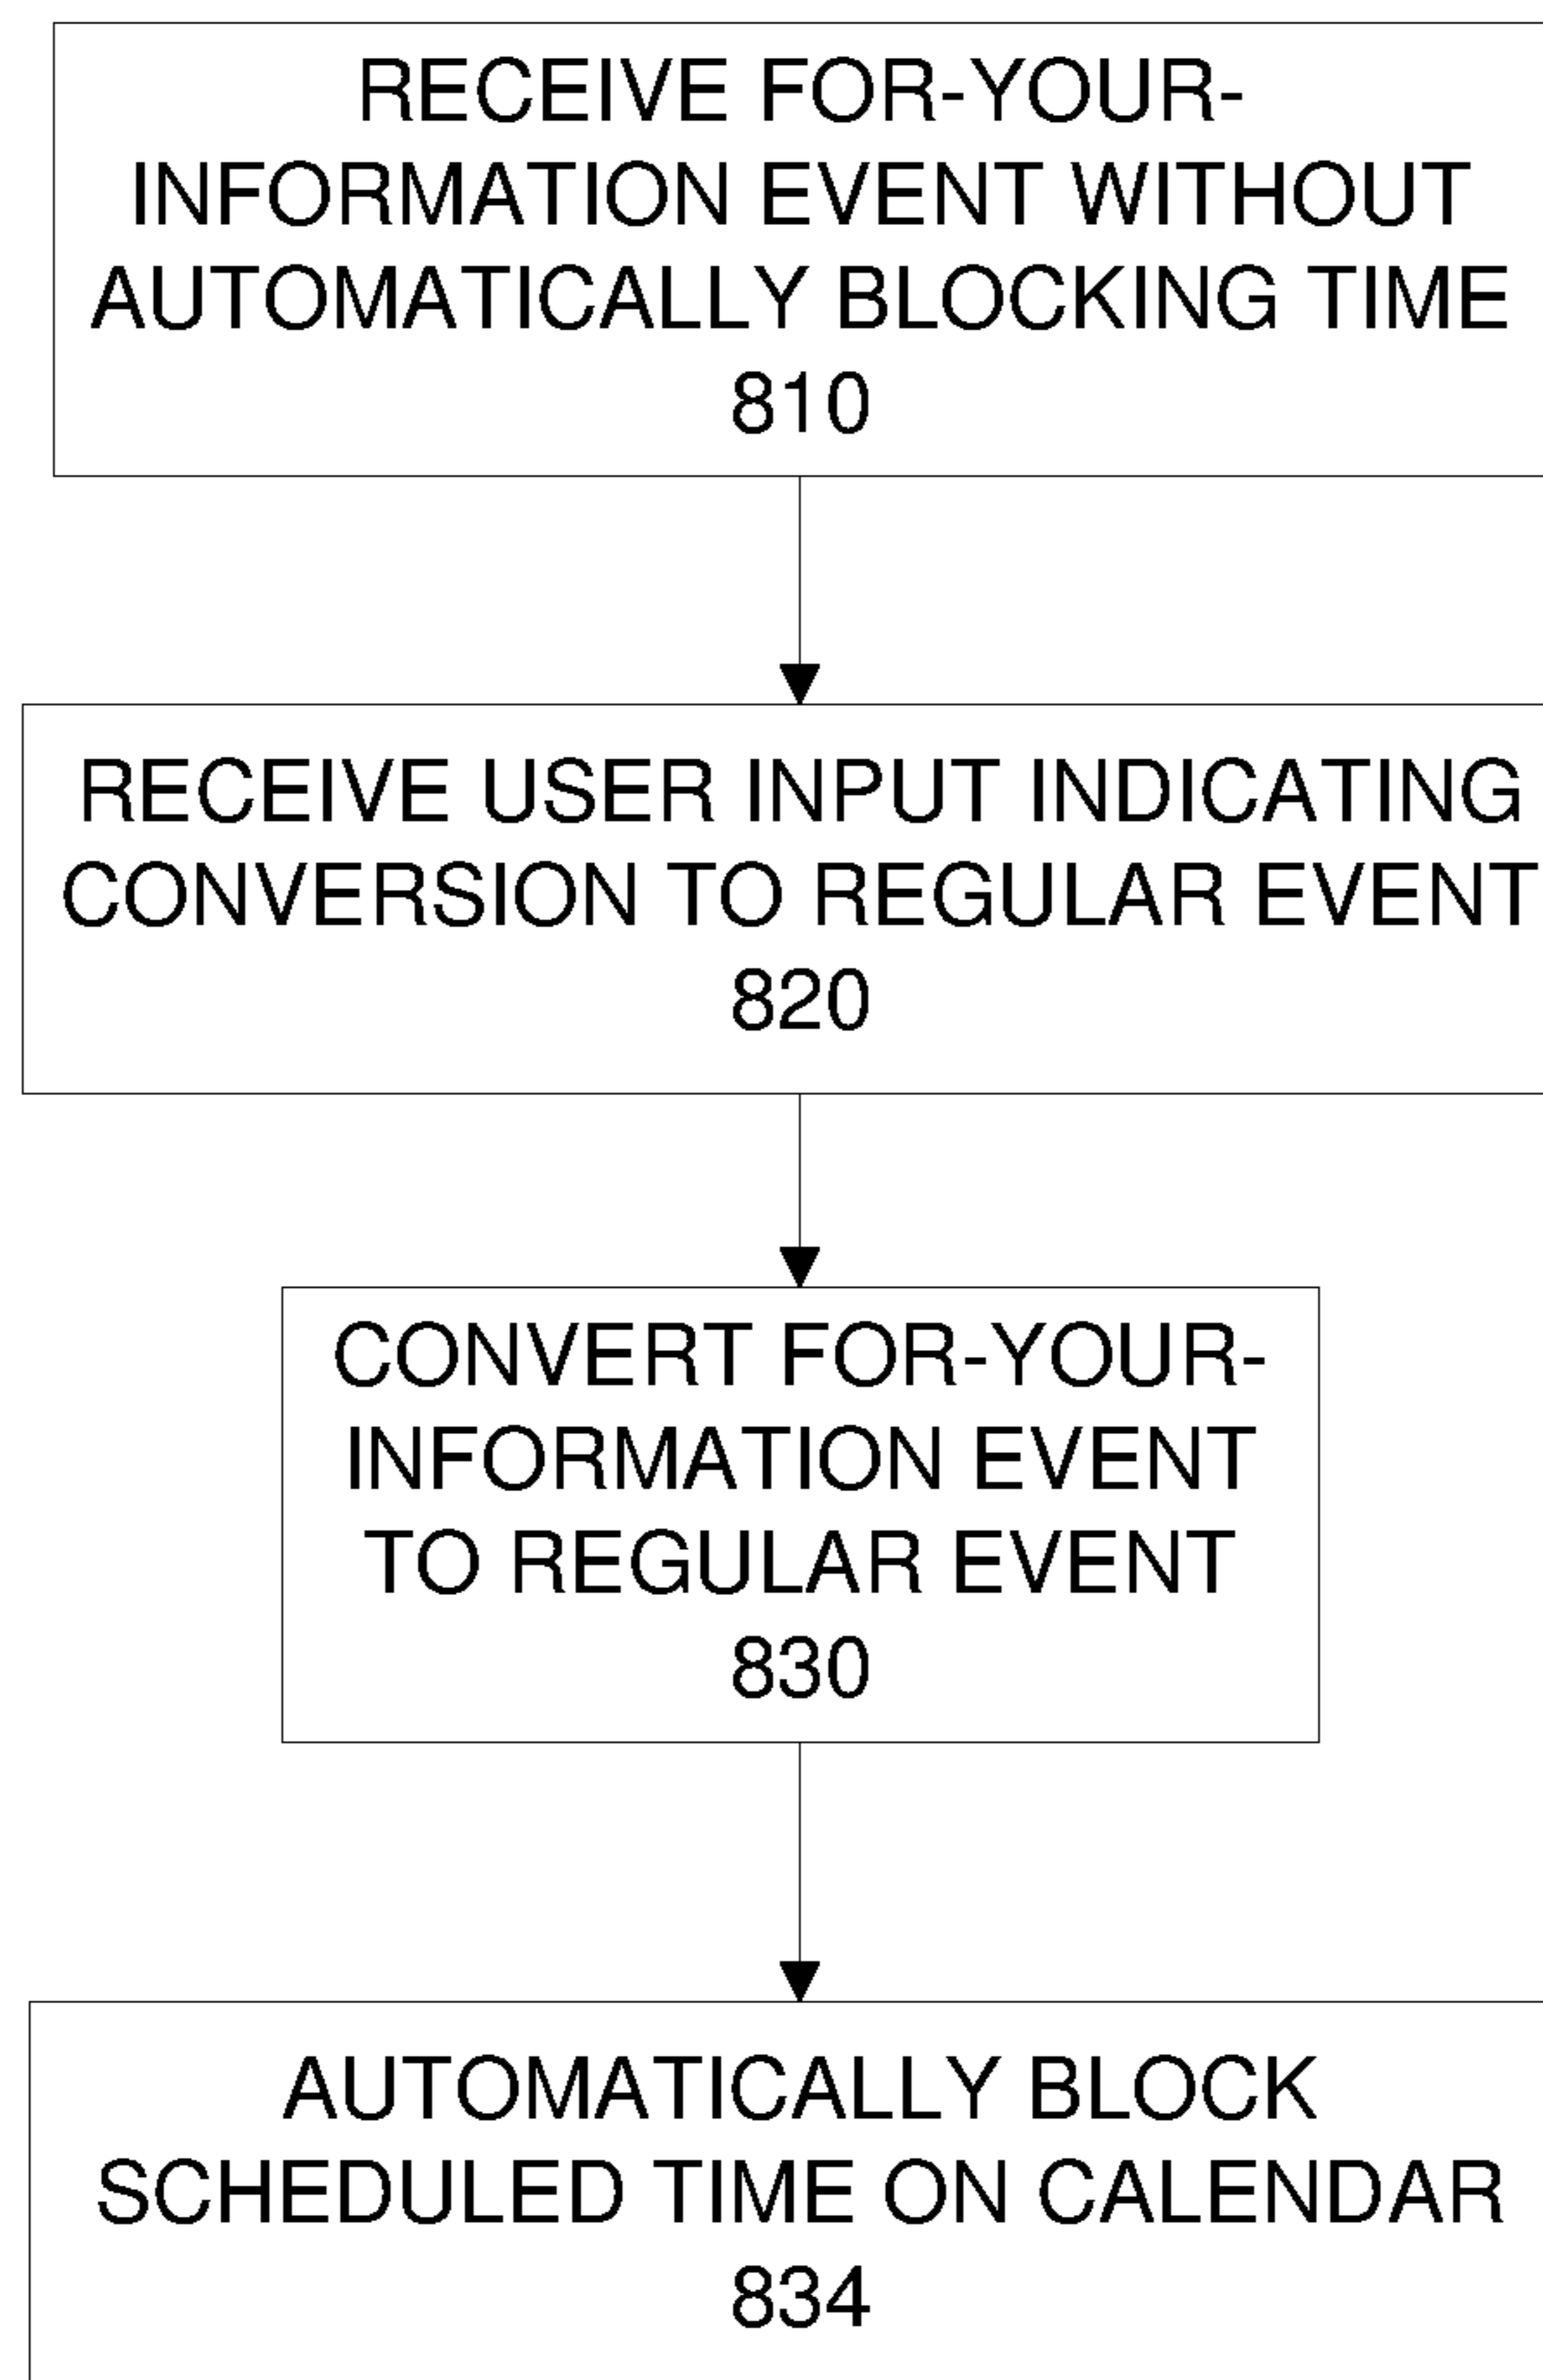 RECEIVE FOR-YOUR-
INFORMATION EVENT WITHOUT
AUTOMATICALLY BLOCKING TIME
810
RECEIVE USER INPUT INDICATING
CONVERSION TO REGULAR EVENT
820
CONVERT FOR-YOUR-
INFORMATION EVENT
TO REGULAR EVENT
830
AUTOMATICALLY BLOCK
SCHEDULED TIME ON CALENDAR
834